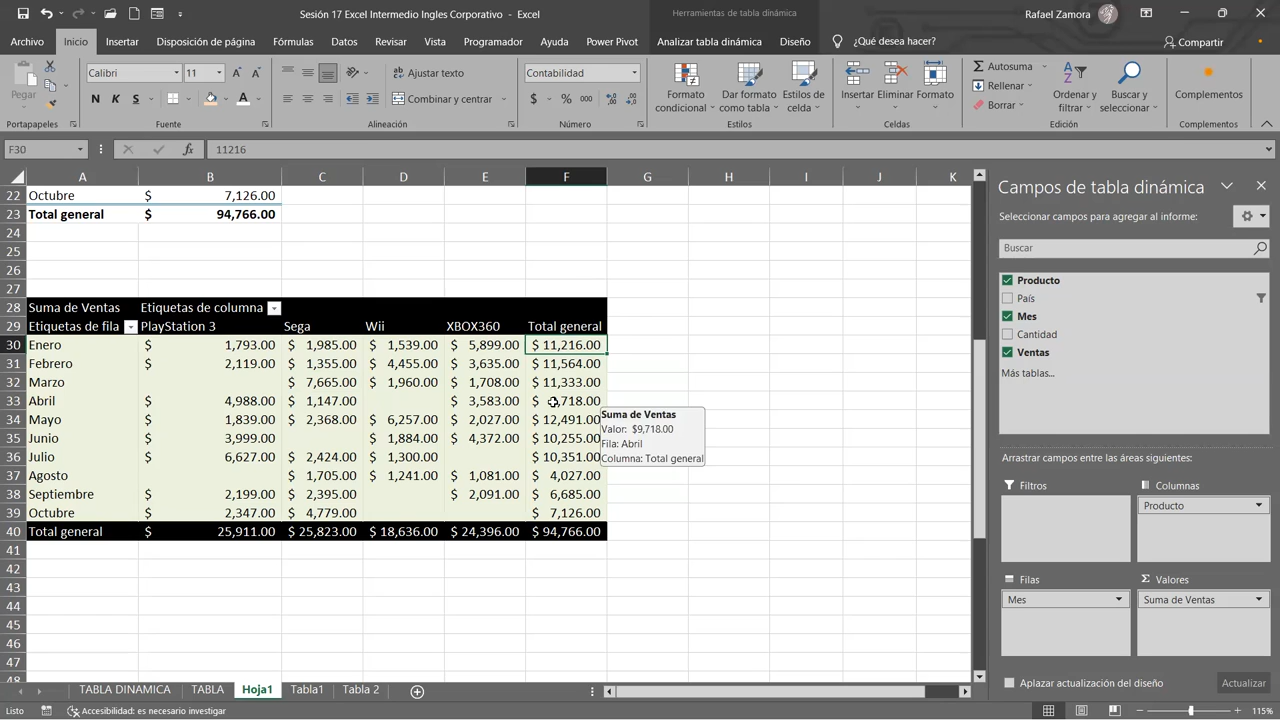 Sesión 17 Excel Intermedio Ingles Corporativo - Excel
Herramientas de tabla dinámica
Rafael Zamora
Archivo Inicio Insertar Disposición de página Fórmulas Datos Revisar Vista Programador Ayuda Power Pivot Analizar tabla dinámica Diseño ¿Qué desea hacer? Compartir
Pegar
Calibri 11
N K S
Ajustar texto
Combinar y centrar
Contabilidad
$ % 000
Formato condicional
Dar formato como tabla
Estilos de celda
Insertar Eliminar Formato
Autosuma
Rellenar
Borrar
Ordenar y filtrar
Buscar y seleccionar
Complementos
Portapapeles Fuente Alineación Número Estilos Celdas Edición Complementos
F30 fx 11216
A B C D E F G H I J K
22 Octubre $ 7,126.00
23 Total general $ 94,766.00
24
25
26
27
28 Suma de Ventas Etiquetas de columna
29 Etiquetas de fila PlayStation 3 Sega Wii XBOX360 Total general
30 Enero $ 1,793.00 $ 1,985.00 $ 1,539.00 $ 5,899.00 $ 11,216.00
31 Febrero $ 2,119.00 $ 1,355.00 $ 4,455.00 $ 3,635.00 $ 11,564.00
32 Marzo $ 7,665.00 $ 1,960.00 $ 1,708.00 $ 11,333.00
33 Abril $ 4,988.00 $ 1,147.00 $ 3,583.00 $ 9,718.00
34 Mayo $ 1,839.00 $ 2,368.00 $ 6,257.00 $ 2,027.00 $ 12,491.00
35 Junio $ 3,999.00 $ 1,884.00 $ 4,372.00 $ 10,255.00
36 Julio $ 6,627.00 $ 2,424.00 $ 1,300.00 $ 10,351.00
37 Agosto $ 1,705.00 $ 1,241.00 $ 1,081.00 $ 4,027.00
38 Septiembre $ 2,199.00 $ 2,395.00 $ 2,091.00 $ 6,685.00
39 Octubre $ 2,347.00 $ 4,779.00 $ 7,126.00
40 Total general $ 25,911.00 $ 25,823.00 $ 18,636.00 $ 24,396.00 $ 94,766.00
41
42
43
44
45
46
47
48
Suma de Ventas
Valor: $9,718.00
Fila: Abril
Columna: Total general
Campos de tabla dinámica
Seleccionar campos para agregar al informe:
Buscar
Producto
País
Mes
Cantidad
Ventas
Más tablas...
Arrastrar campos entre las áreas siguientes:
Filtros
Columnas
Producto
Filas
Mes
Σ Valores
Suma de Ventas
Aplazar actualización del diseño
Actualizar
TABLA DINAMICA TABLA Hoja1 Tabla1 Tabla 2
Listo Accesibilidad: es necesario investigar 115%